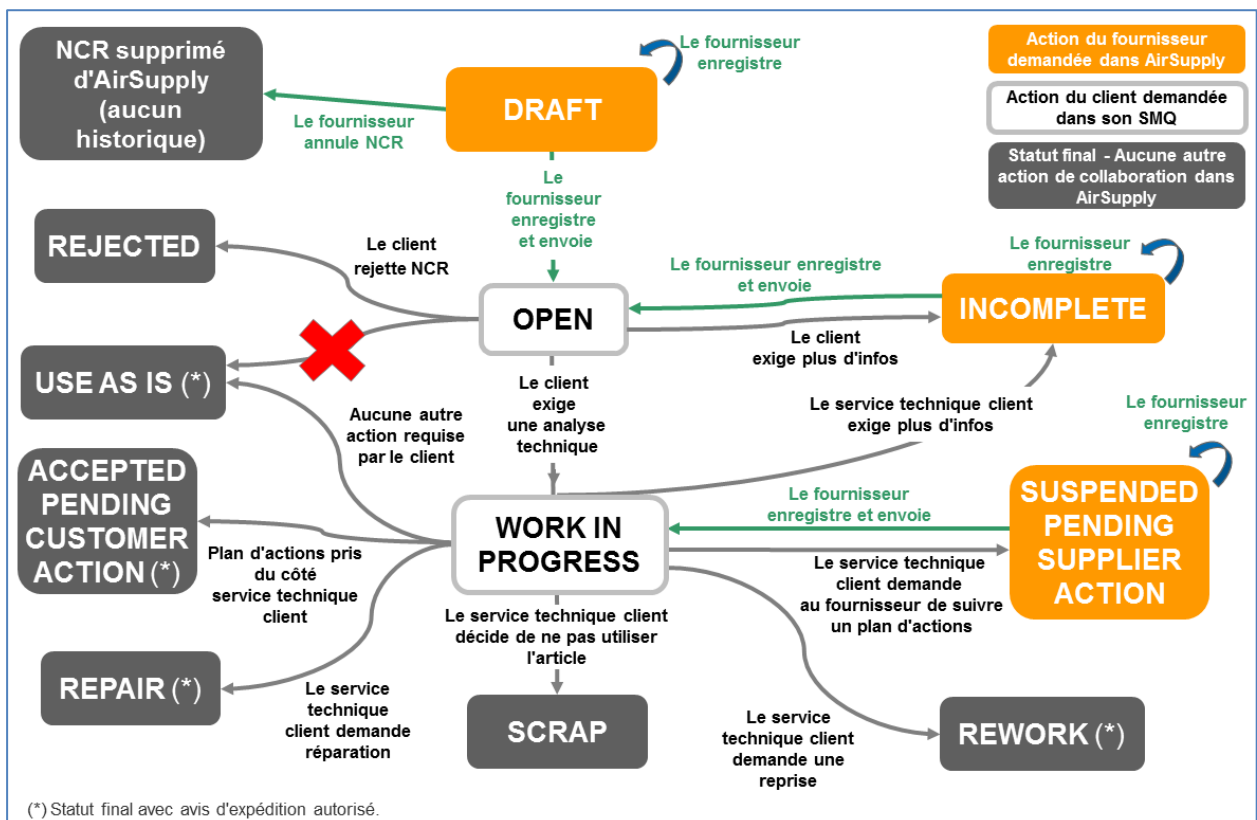 NCR supprimé
d'AirSupply
(aucun
historique)
Le fournisseur
annule NCR
DRAFT
Le fournisseur
enregistre
Action du fournisseur
demandée dans AirSupply
Action du client demandée
dans son SMQ
Statut final - Aucune autre
action de collaboration dans
AirSupply
Le
fournisseur
enregistre
et envoie
REJECTED
Le client
rejette NCR
OPEN
Le fournisseur enregistre
et envoie
Le fournisseur
enregistre
INCOMPLETE
Le client
exige plus d'infos
USE AS IS (*)
Aucune autre
action requise
par le client
Le client
exige
une analyse
technique
Le service technique client
exige plus d'infos
Le fournisseur
enregistre
ACCEPTED
PENDING
CUSTOMER
ACTION (*)
Plan d'actions pris
du côté
service technique
client
WORK IN
PROGRESS
Le fournisseur
enregistre et envoie
SUSPENDED
PENDING
SUPPLIER
ACTION
Le service technique
client demande
au fournisseur de suivre
un plan d'actions
Le service technique client
décide de ne pas utiliser
l'article
REPAIR (*)
Le service
technique
client demande
réparation
SCRAP
Le service
technique client
demande une
reprise
REWORK (*)
(*) Statut final avec avis d'expédition autorisé.